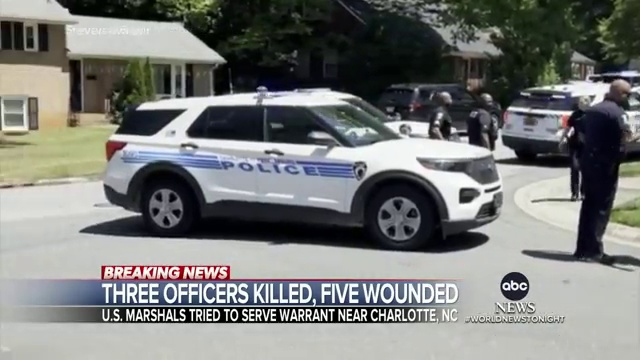 POLICE
BREAKING NEWS
THREE OFFICERS KILLED, FIVE WOUNDED
U.S. MARSHALS TRIED TO SERVE WARRANT NEAR CHARLOTTE, NC
abc
NEWS
#WORLDNEWSTONIGHT